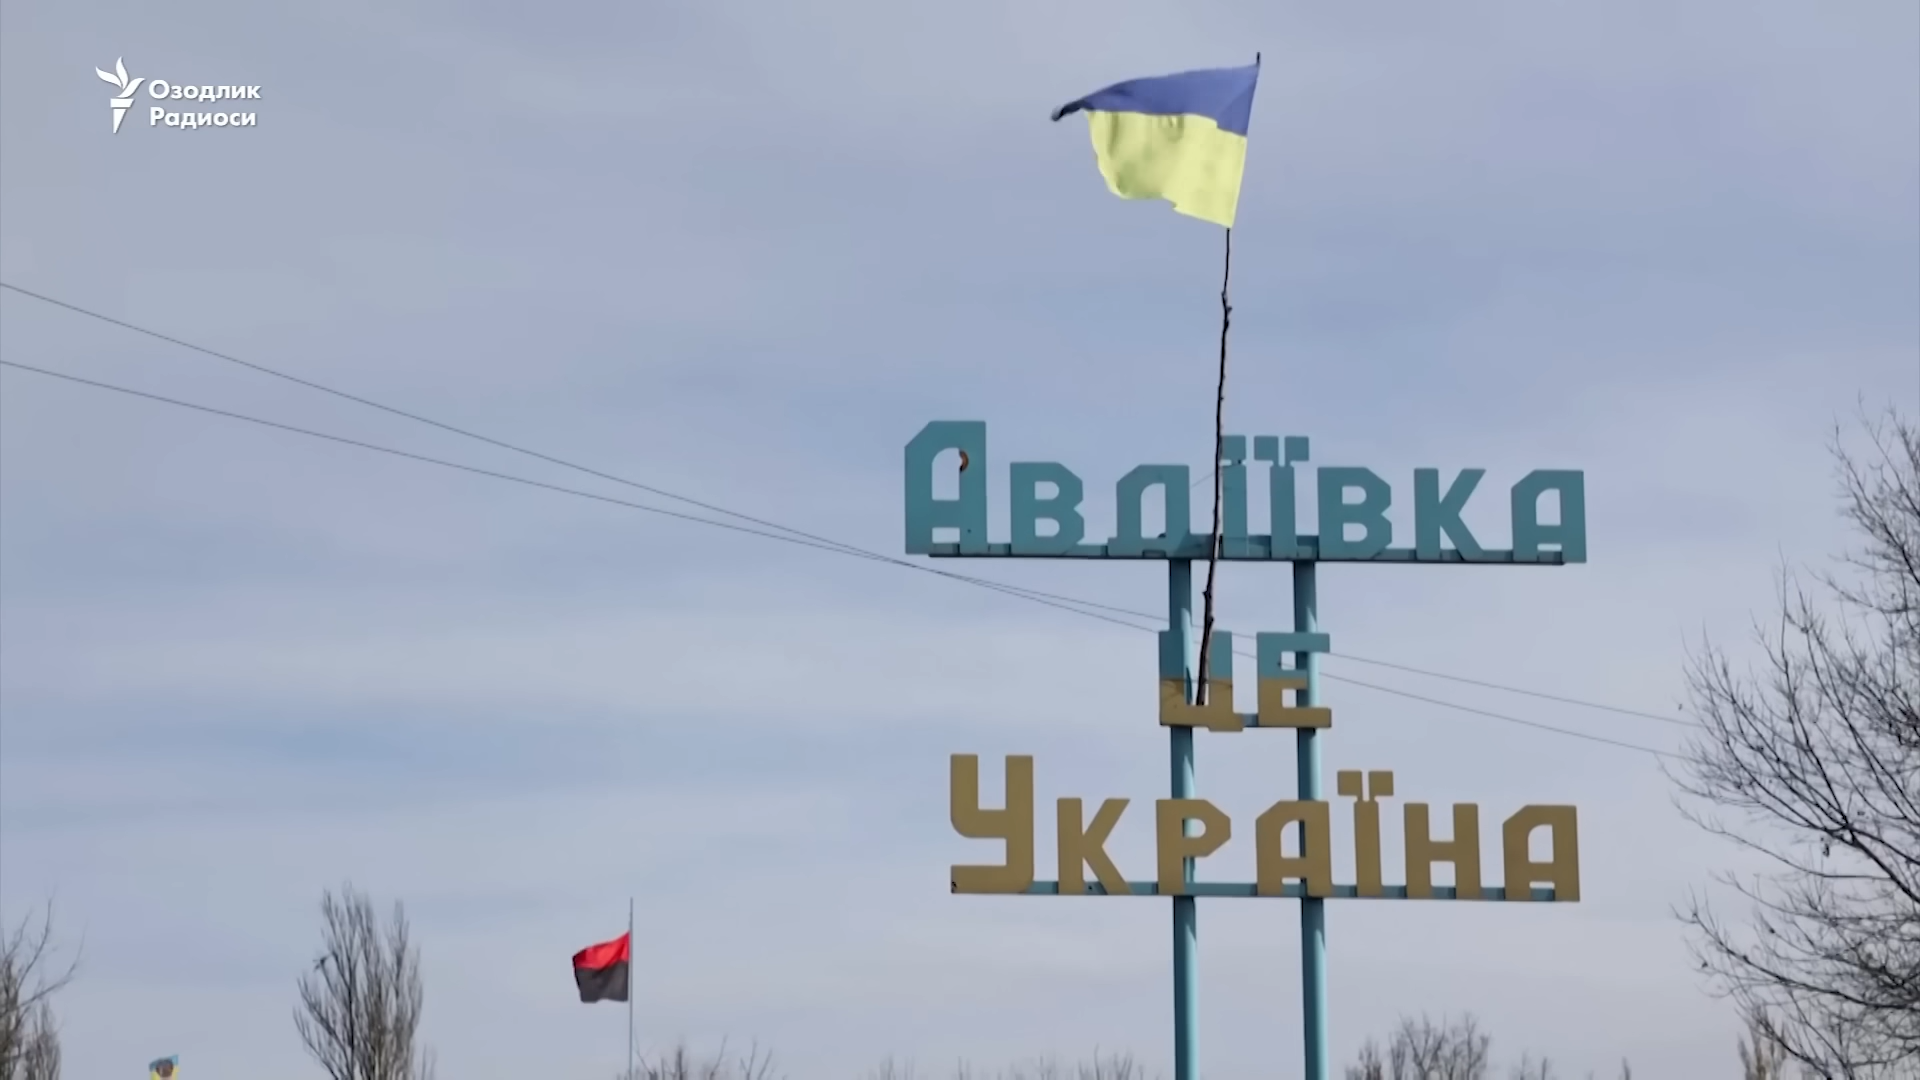 Озодлик
Радиоси
Авдіївка
це
Україна